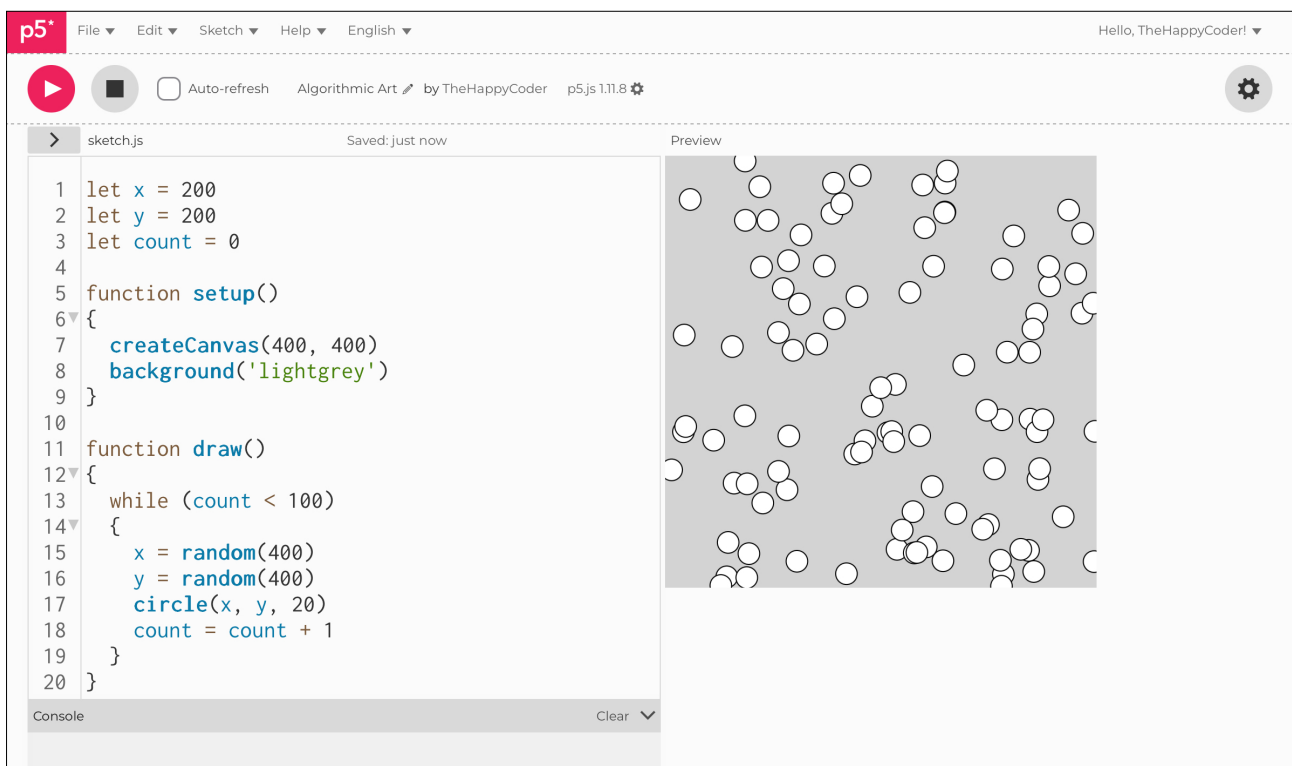 p5* File Edit Sketch Help English Hello, TheHappyCoder!
Auto-refresh Algorithmic Art by TheHappyCoder p5.js 1.11.8
sketch.js Saved: just now Preview
1 let x = 200
2 let y = 200
3 let count = 0
4
5 function setup()
6 {
7 createCanvas(400, 400)
8 background('lightgrey')
9 }
10
11 function draw()
12 {
13 while (count < 100)
14 {
15 x = random(400)
16 y = random(400)
17 circle(x, y, 20)
18 count = count + 1
19 }
20 }
Console Clear